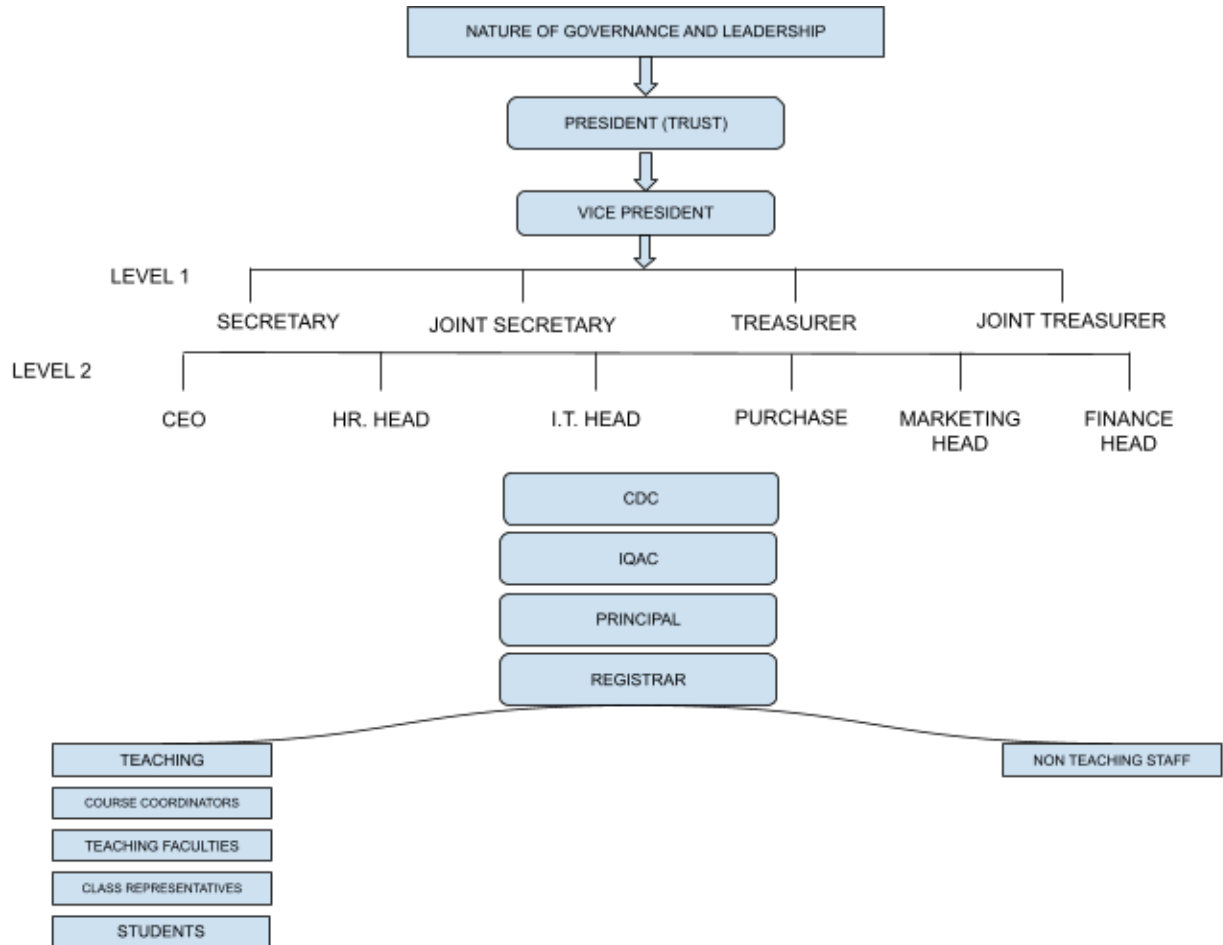 NATURE OF GOVERNANCE AND LEADERSHIP
PRESIDENT (TRUST)
VICE PRESIDENT
LEVEL 1
SECRETARY
JOINT SECRETARY
TREASURER
JOINT TREASURER
LEVEL 2
CEO
HR. HEAD
I.T. HEAD
PURCHASE
MARKETING
HEAD
FINANCE
HEAD
CDC
IQAC
PRINCIPAL
REGISTRAR
TEACHING
NON TEACHING STAFF
COURSE COORDINATORS
TEACHING FACULTIES
CLASS REPRESENTATIVES
STUDENTS